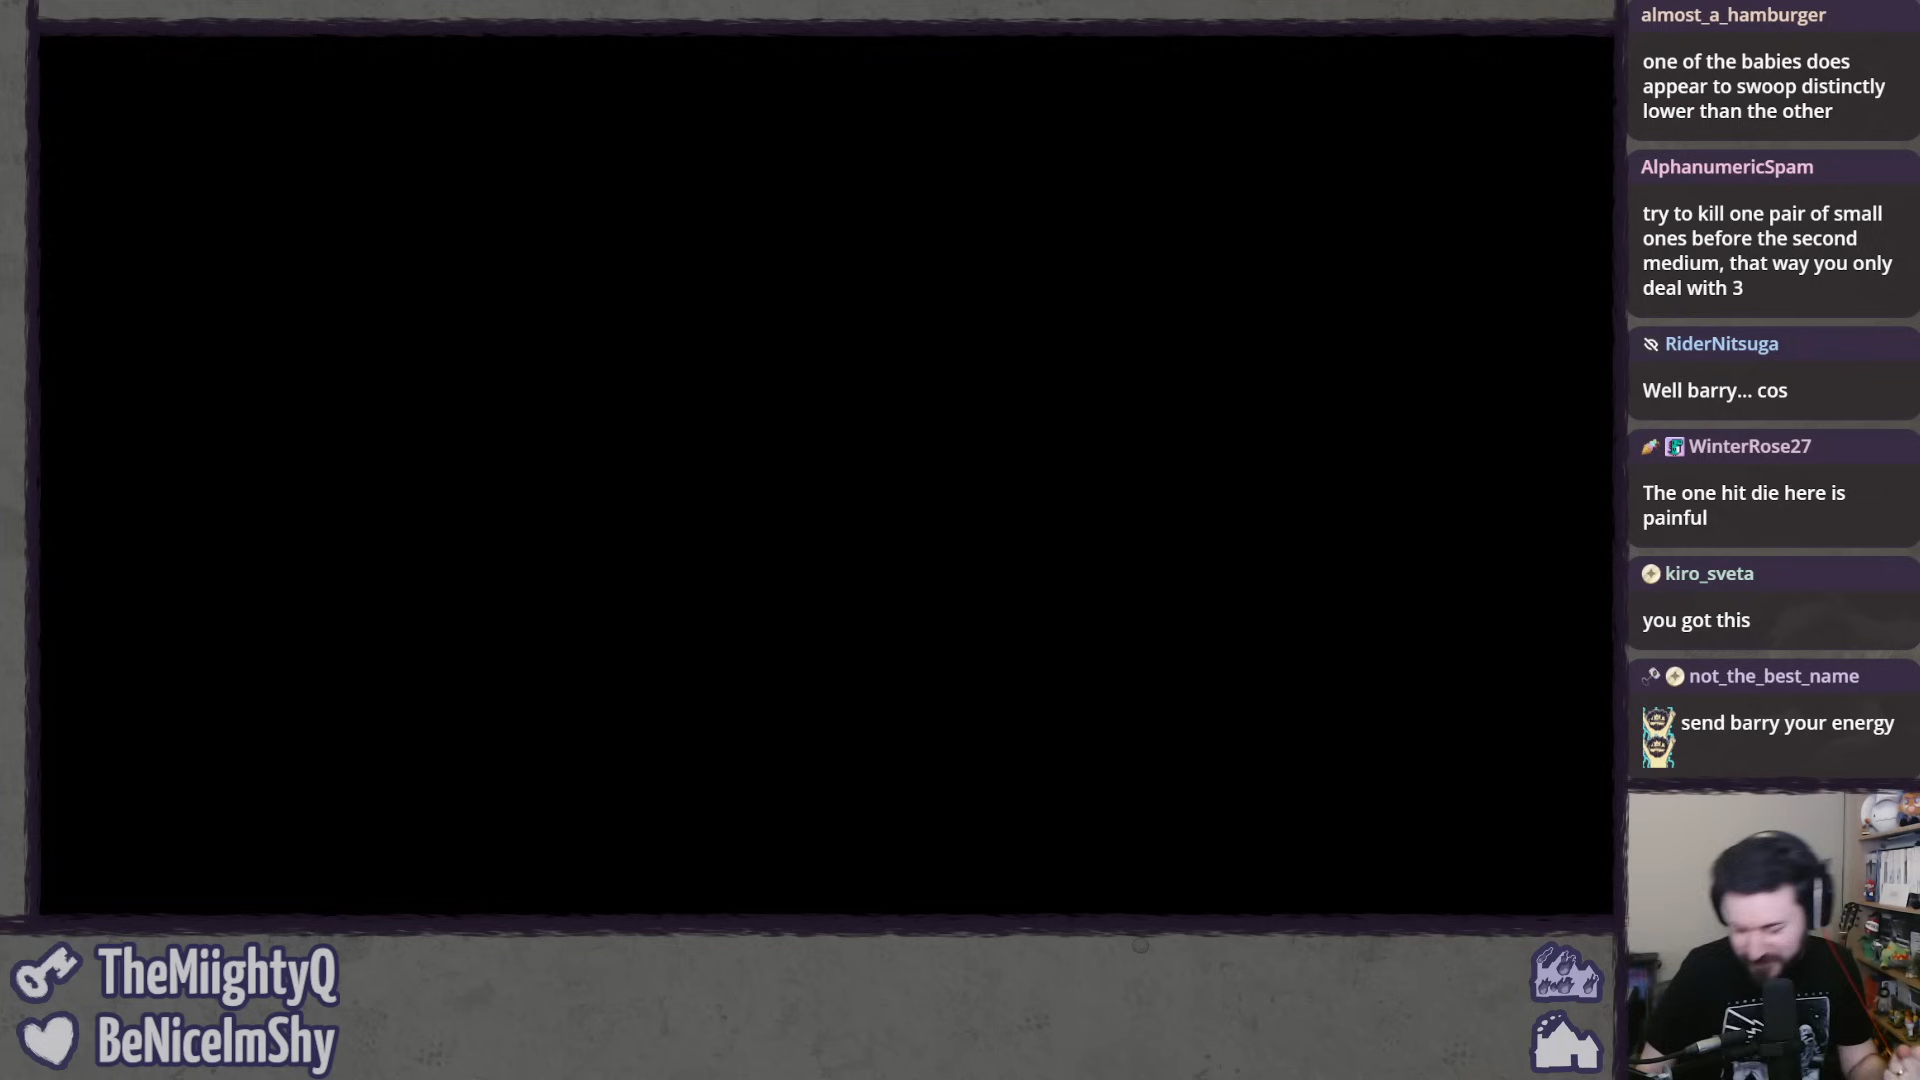 almost_a_hamburger
one of the babies does
appear to swoop distinctly
lower than the other
AlphanumericSpam
try to kill one pair of small
ones before the second
medium, that way you only
deal with 3
RiderNitsuga
Well barry... cos
WinterRose27
The one hit die here is
painful
kiro_sveta
you got this
not_the_best_name
send barry your energy
TheMiightyQ
BeNiceImShy